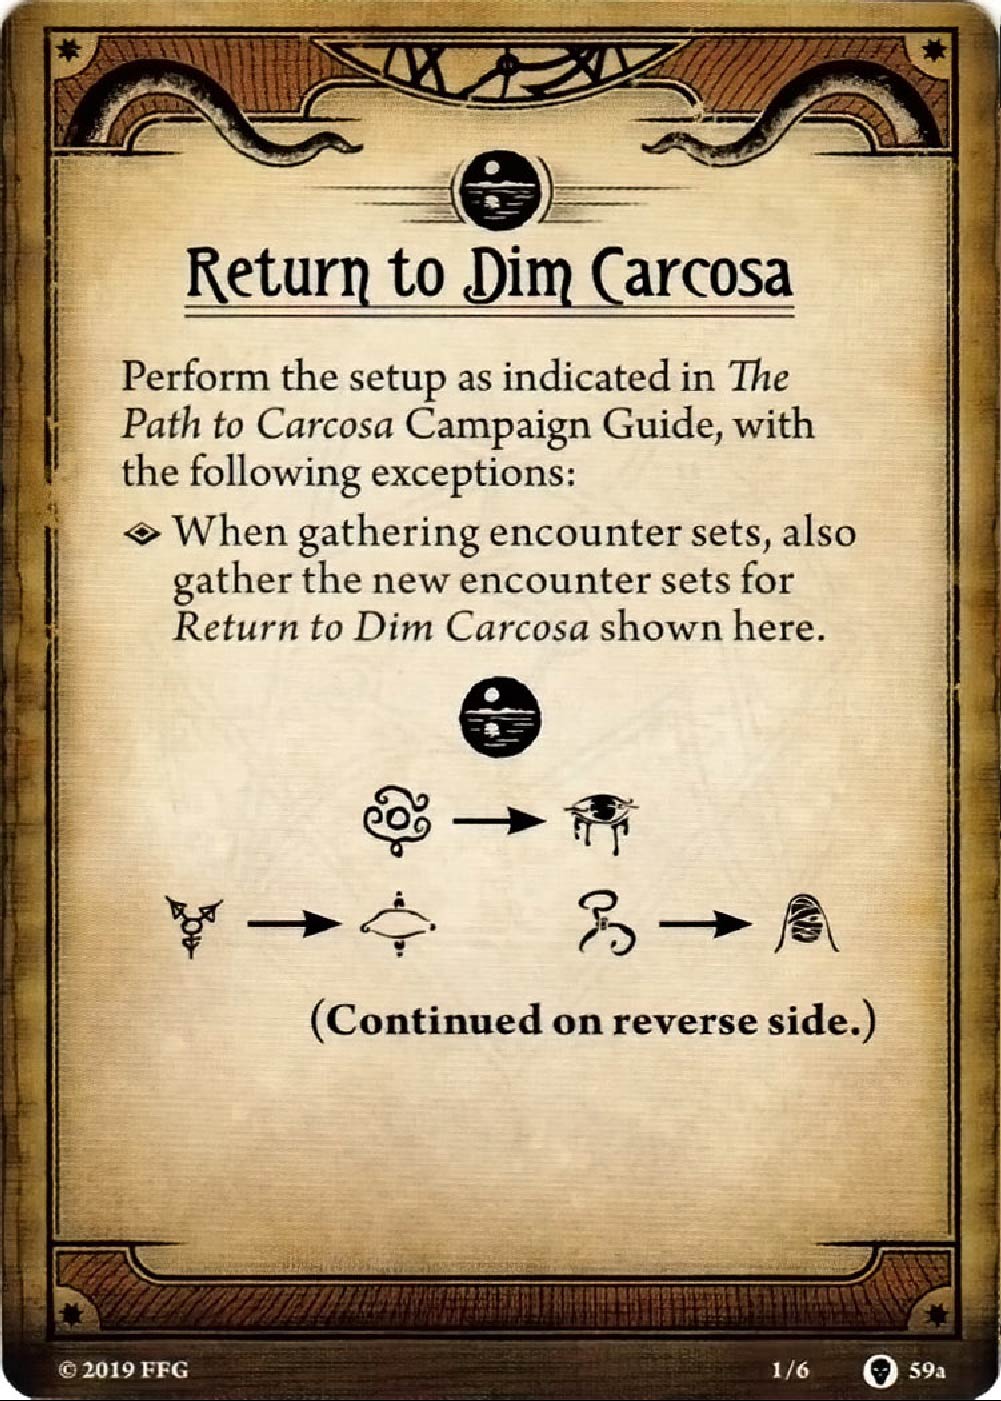 Return to Dim Carcosa
Perform the setup as indicated in The
Path to Carcosa Campaign Guide, with
the following exceptions:
When gathering encounter sets, also
gather the new encounter sets for
Return to Dim Carcosa shown here.
(Continued on reverse side.)
© 2019 FFG
1/6
59a